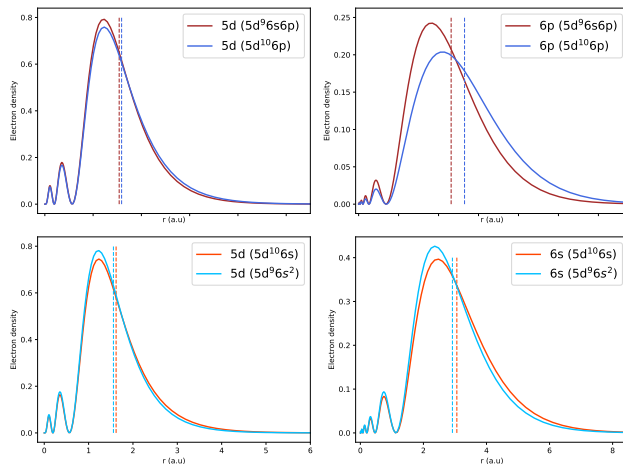 5d (5d⁹6s6p)
5d (5d¹⁰6p)
Electron density
0.8
0.6
0.4
0.2
0.0
r (a.u)
6p (5d⁹6s6p)
6p (5d¹⁰6p)
Electron density
0.25
0.20
0.15
0.10
0.05
0.00
r (a.u)
5d (5d¹⁰6s)
5d (5d⁹6s²)
Electron density
0.8
0.6
0.4
0.2
0.0
0 1 2 3 4 5 6
r (a.u)
6s (5d¹⁰6s)
6s (5d⁹6s²)
Electron density
0.4
0.3
0.2
0.1
0.0
0 2 4 6 8
r (a.u)